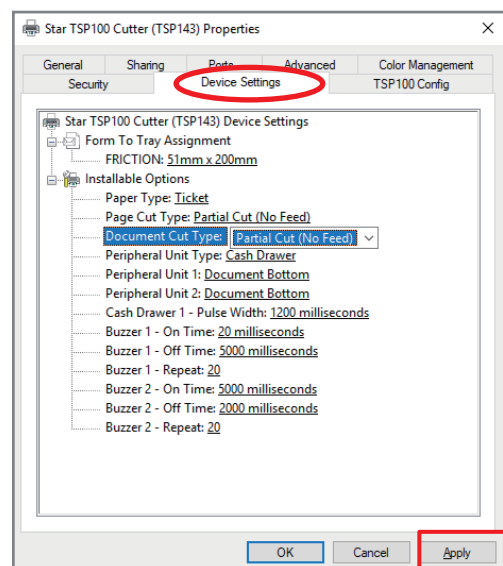 Star TSP100 Cutter (TSP143) Properties
General Sharing Ports Advanced Color Management
Security Device Settings TSP100 Config
Star TSP100 Cutter (TSP143) Device Settings
Form To Tray Assignment
FRICTION: 51mm x 200mm
Installable Options
Paper Type: Ticket
Page Cut Type: Partial Cut (No Feed)
Document Cut Type: Partial Cut (No Feed)
Peripheral Unit Type: Cash Drawer
Peripheral Unit 1: Document Bottom
Peripheral Unit 2: Document Bottom
Cash Drawer 1 - Pulse Width: 1200 milliseconds
Buzzer 1 - On Time: 20 milliseconds
Buzzer 1 - Off Time: 5000 milliseconds
Buzzer 1 - Repeat: 20
Buzzer 2 - On Time: 5000 milliseconds
Buzzer 2 - Off Time: 2000 milliseconds
Buzzer 2 - Repeat: 20
OK Cancel Apply